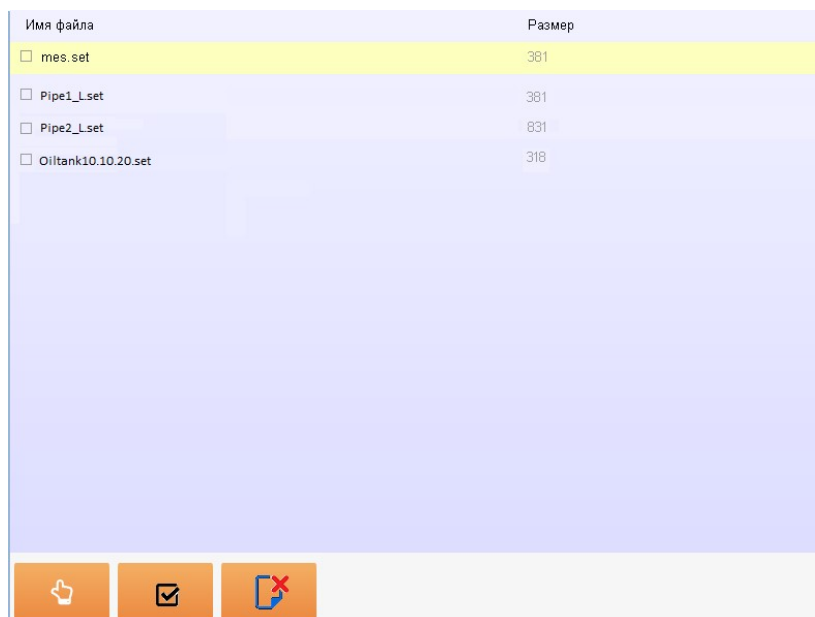 Имя файла Размер
mes.set 381
Pipe1_L.set 381
Pipe2_L.set 831
Oiltank10.10.20.set 318